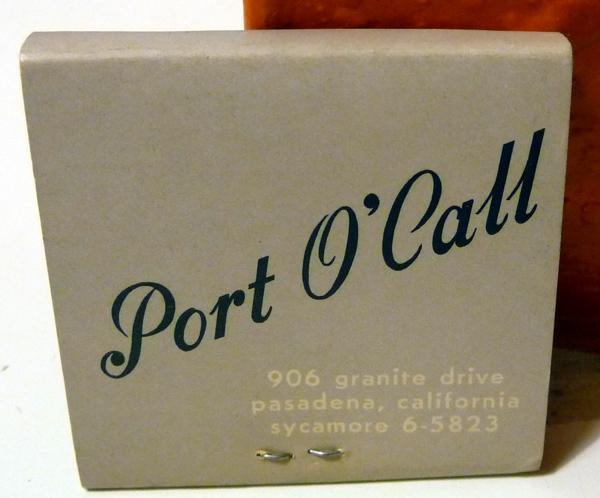 Port O'Call
906 granite drive
pasadena, california
sycamore 6-5823